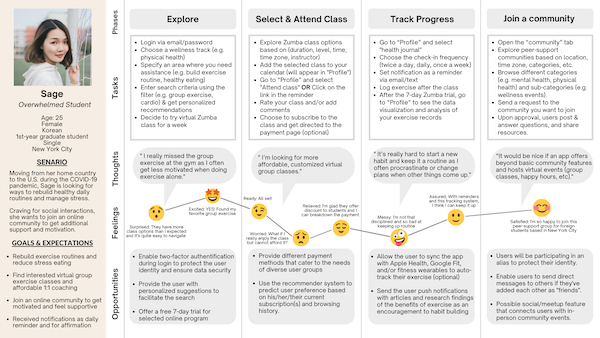 Sage
Overwhelmed Student
Age: 25
Female
Korean
1st-year graduate student
Single
New York City
SENARIO
Moving from her home country
to the U.S. during the COVID-19
pandemic, Sage is looking for
ways to rebuild healthy daily
routines and manage stress.
Craving for social interactions,
she wants to join an online
community to get additional
support and motivation.
GOALS & EXPECTATIONS
• Rebuild exercise routines and
reduce stress eating
• Find interested virtual group
exercise classes and
affordable 1:1 coaching
• Join an online community to get
motivated and feel supportive
• Received notifications as daily
reminder and for affirmation
Phases
Explore
Select & Attend Class
Track Progress
Join a community
Tasks
• Login via email/password
• Choose a wellness track (e.g.
physical health)
• Specify an area where you need
assistance (e.g. build exercise
routine, healthy eating)
• Enter search criteria using the
filter (e.g. group exercise,
cardio) & get personalized
recommendations
• Decide to try virtual Zumba
class for a week
• Explore Zumba class options
based on (duration, level, time,
time zone, instructor)
• Add the selected class to your
calendar (will appear in "Profile")
• Go to "Profile" and select
"Attend class" OR Click on
the link in the reminder
• Rate your class and/or add
comments
• Choose to subscribe to the
class and get directed to the
payment page (optional)
• Go to "Profile" and select
"health journal"
• Choose the check-in frequency
(twice a day, daily, once a week)
• Set notification as a reminder
via email/text
• Log exercise after the class
• After the 7-day Zumba trial, go
to "Profile" to see the data
visualization and analysis of
your exercise records
• Open the "community" tab
• Explore peer-support
communities based on location,
time zone, categories, etc.
• Browse different categories
(e.g. mental health, physical
health) and sub-categories (e.g.
wellness events)
• Send a request to the
community you want to join
• Upon approval, users post &
answer questions, and share
resources.
Thoughts
" I really missed the group
exercise at the gym as I often
get less motivated when doing
exercise alone."
"I'm looking for more
affordable, customized virtual
group classes."
"It's really hard to start a new
habit and keep it a routine as I
often procrastinate or change
plans when other things come up."
"It would be nice if an app offers
beyond basic community features
and hosts virtual events (group
classes, happy hours, etc.)"
Feelings
Surprised: They have more
class options than I expected
and it's quite easy to navigate
Excited: YES! Found my
favorite group exercise
Ready: All set!
Worried: What if I
really enjoy the class
but cannot afford it?
Relaxed: I'm glad they offer
discount to students and I
can breakdown the payment
Messy: I'm not that
disciplined and so bad at
keeping up routine
Assured: With reminders
and this tracking system,
I think I can keep it up
Satisfied: I'm so happy to join this
peer-support group for foreign
students based in New York City
Opportunities
• Enable two-factor authentication
during login to protect the user
identity and ensure data security
• Provide the user with
personalized suggestions to
facilitate the search
• Offer a free 7-day trial for
selected online program
• Provide different payment
methods that cater to the needs
of diverse user groups
• Use the recommender system to
predict user preference based
on his/her/their current
subscription(s) and browsing
history.
• Allow the user to sync the app
with Apple Health, Google Fit,
and/or fitness wearables to auto-
track their exercise (optional)
• Send the user push notifications
with articles and research findings
of the benefits of exercise as an
encouragement to habit building
• Users will be participating in an
alias to protect their identity.
• Enable users to send direct
messages to others if they've
added each other as "friends".
• Possible social/meetup feature
that connects users with in-
person community events.